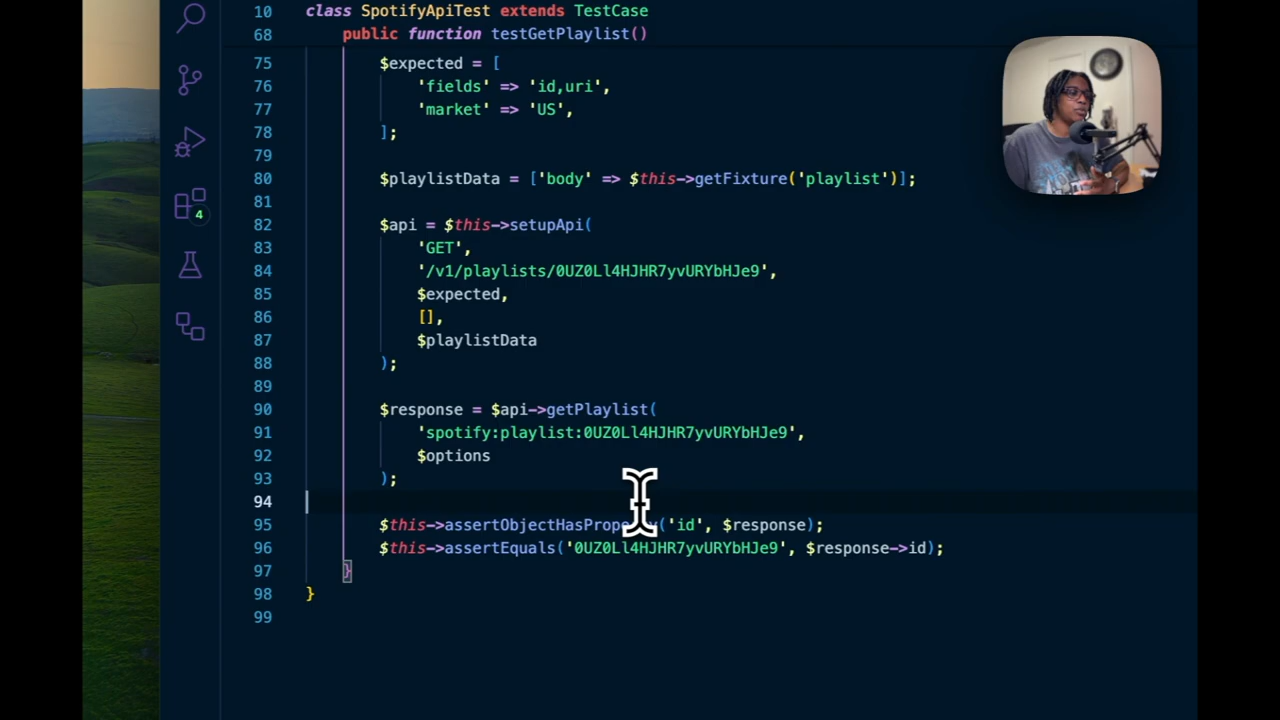 10 class SpotifyApiTest extends TestCase
68 public function testGetPlaylist()
75 $expected = [
76 'fields' => 'id,uri',
77 'market' => 'US',
78 ];
79
80 $playlistData = ['body' => $this->getFixture('playlist')];
81
82 $api = $this->setupApi(
83 'GET',
84 '/v1/playlists/0UZ0Ll4HJHR7yvURYbHJe9',
85 $expected,
86 [],
87 $playlistData
88 );
89
90 $response = $api->getPlaylist(
91 'spotify:playlist:0UZ0Ll4HJHR7yvURYbHJe9',
92 $options
93 );
94
95 $this->assertObjectHasProperty('id', $response);
96 $this->assertEquals('0UZ0Ll4HJHR7yvURYbHJe9', $response->id);
97 }
98 }
99
4